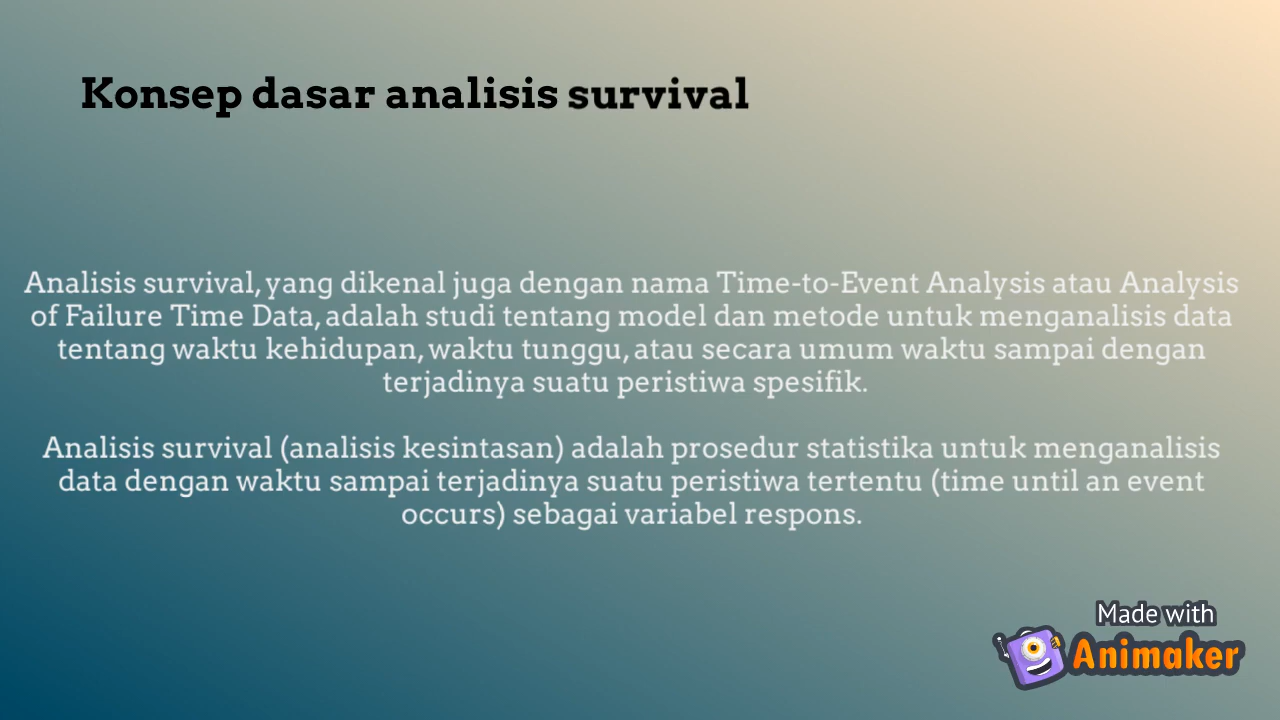 Konsep dasar analisis survival
Analisis survival, yang dikenal juga dengan nama Time-to-Event Analysis atau Analysis
of Failure Time Data, adalah studi tentang model dan metode untuk menganalisis data
tentang waktu kehidupan, waktu tunggu, atau secara umum waktu sampai dengan
terjadinya suatu peristiwa spesifik.
Analisis survival (analisis kesintasan) adalah prosedur statistika untuk menganalisis
data dengan waktu sampai terjadinya suatu peristiwa tertentu (time until an event
occurs) sebagai variabel respons.
Made with
Animaker